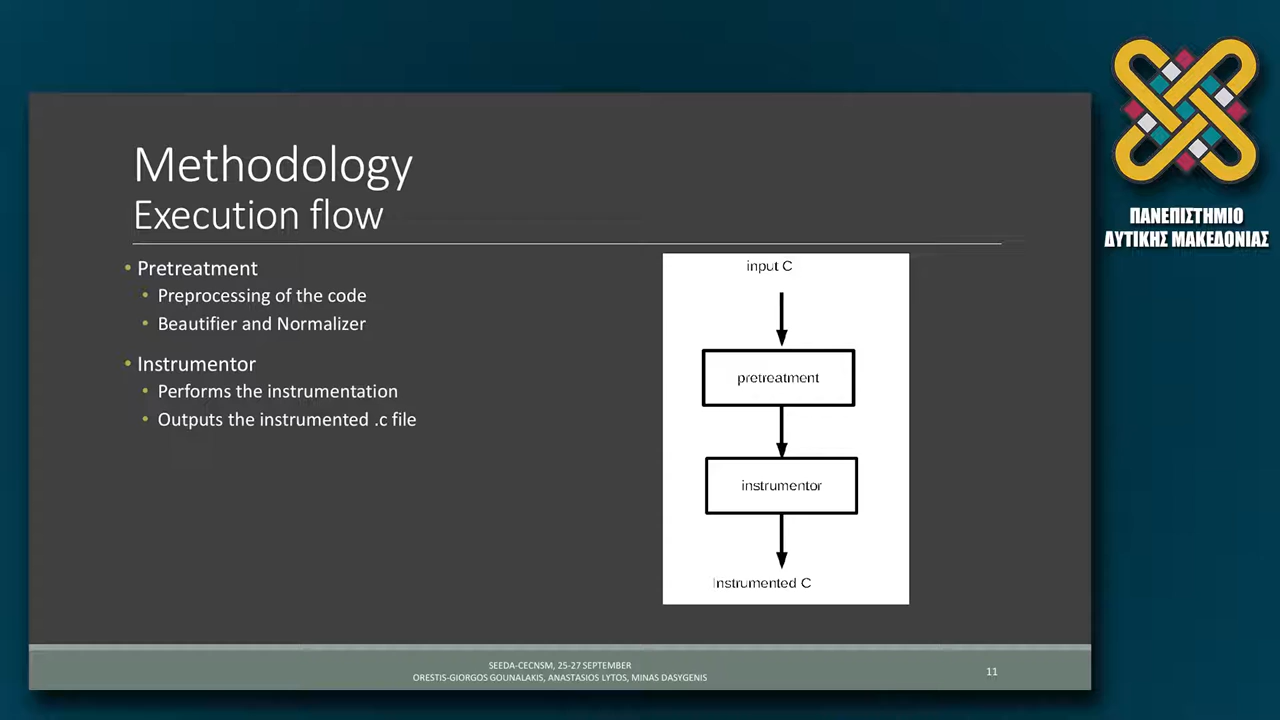 Methodology
Execution flow
• Pretreatment
• Preprocessing of the code
• Beautifier and Normalizer
• Instrumentor
• Performs the instrumentation
• Outputs the instrumented .c file
input C
pretreatment
instrumentor
Instrumented C
SEEDA-CECNSM, 25-27 SEPTEMBER
ORESTIS-GIORGOS GOUNALAKIS, ANASTASIOS LYTOS, MINAS DASYGENIS
11
ΠΑΝΕΠΙΣΤΗΜΙΟ
ΔΥΤΙΚΗΣ ΜΑΚΕΔΟΝΙΑΣ